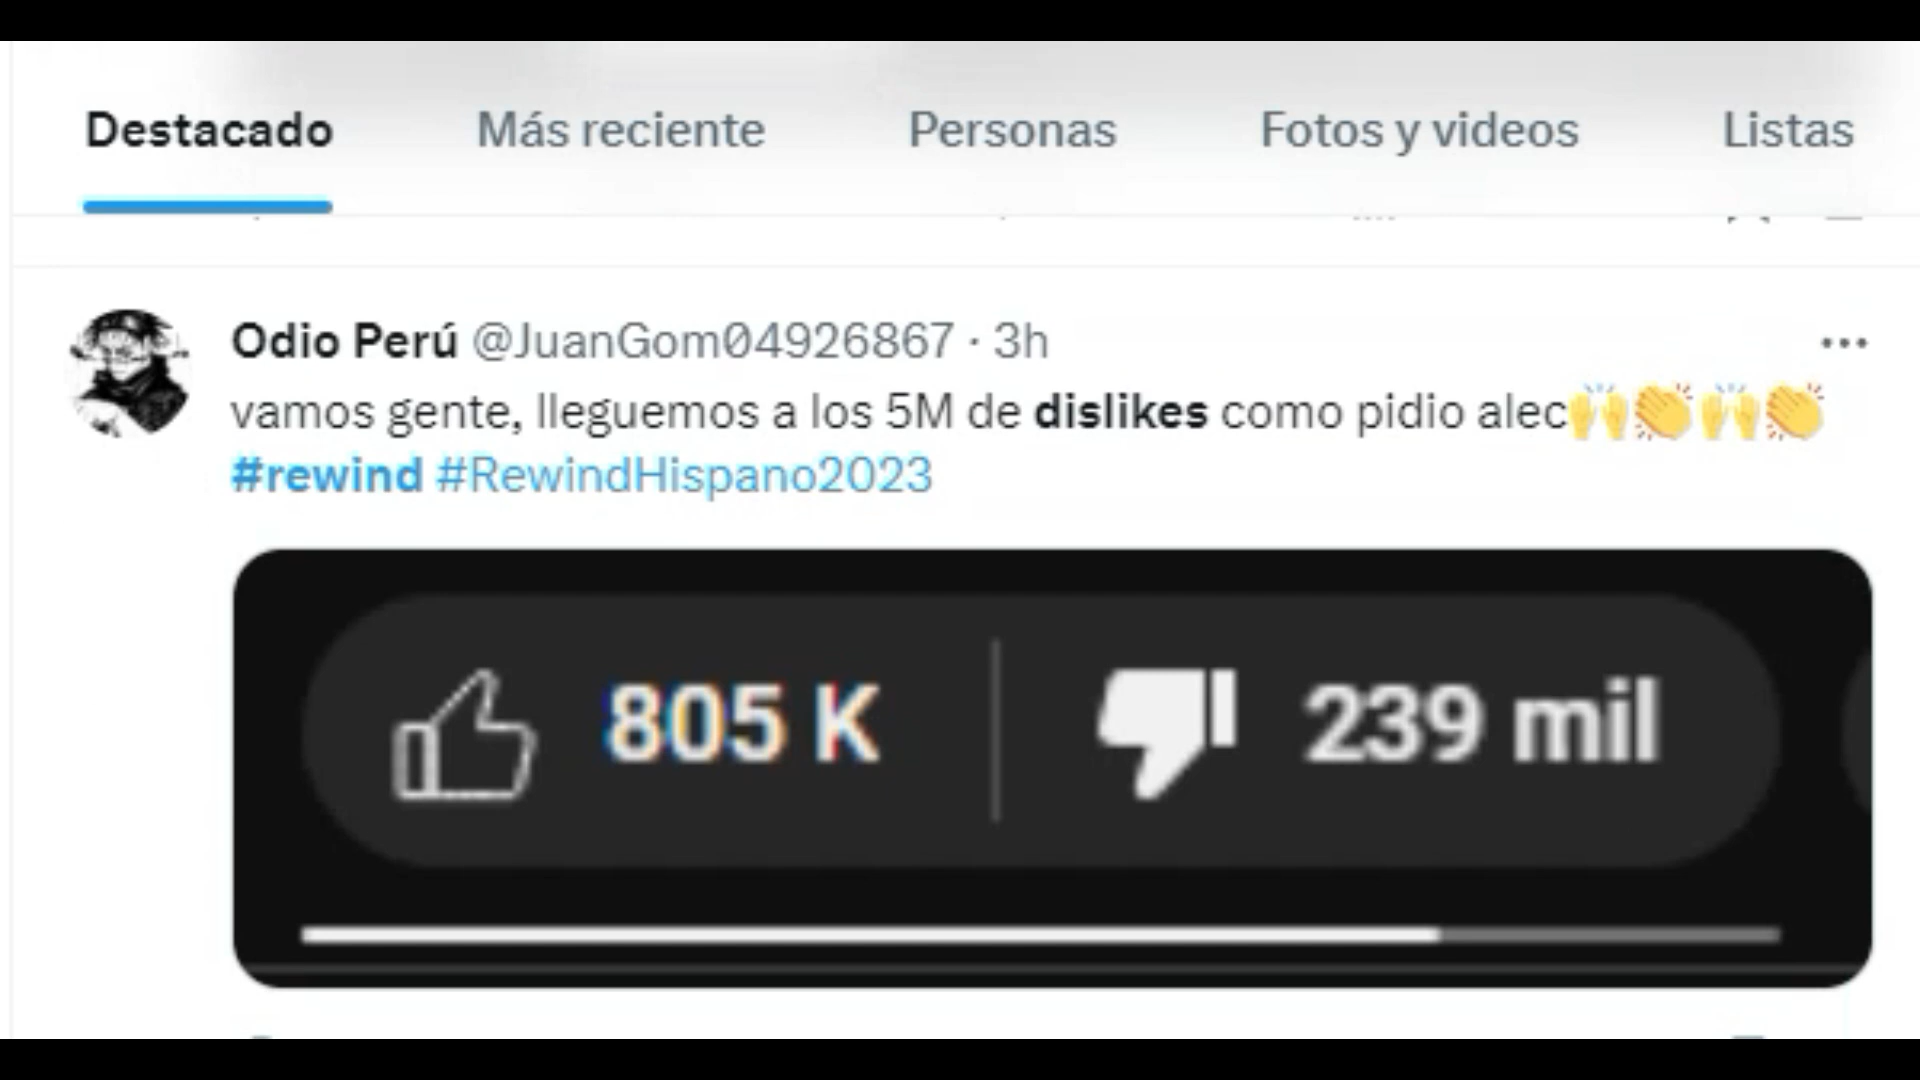 Destacado Más reciente Personas Fotos y videos Listas
Odio Perú @JuanGom04926867 · 3h
vamos gente, lleguemos a los 5M de dislikes como pidio alec🙌👏🙌👏
#rewind #RewindHispano2023
805 K 239 mil